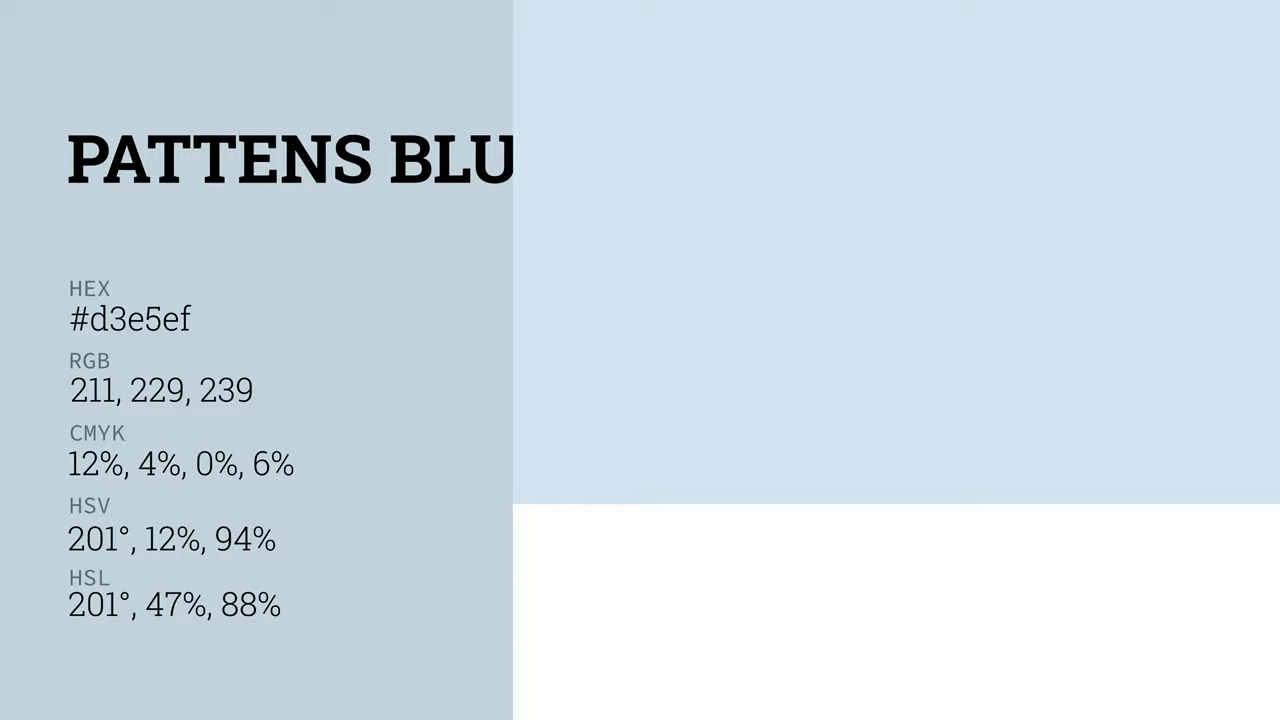 PATTENS BLU
HEX
#d3e5ef
RGB
211, 229, 239
CMYK
12%, 4%, 0%, 6%
HSV
201°, 12%, 94%
HSL
201°, 47%, 88%